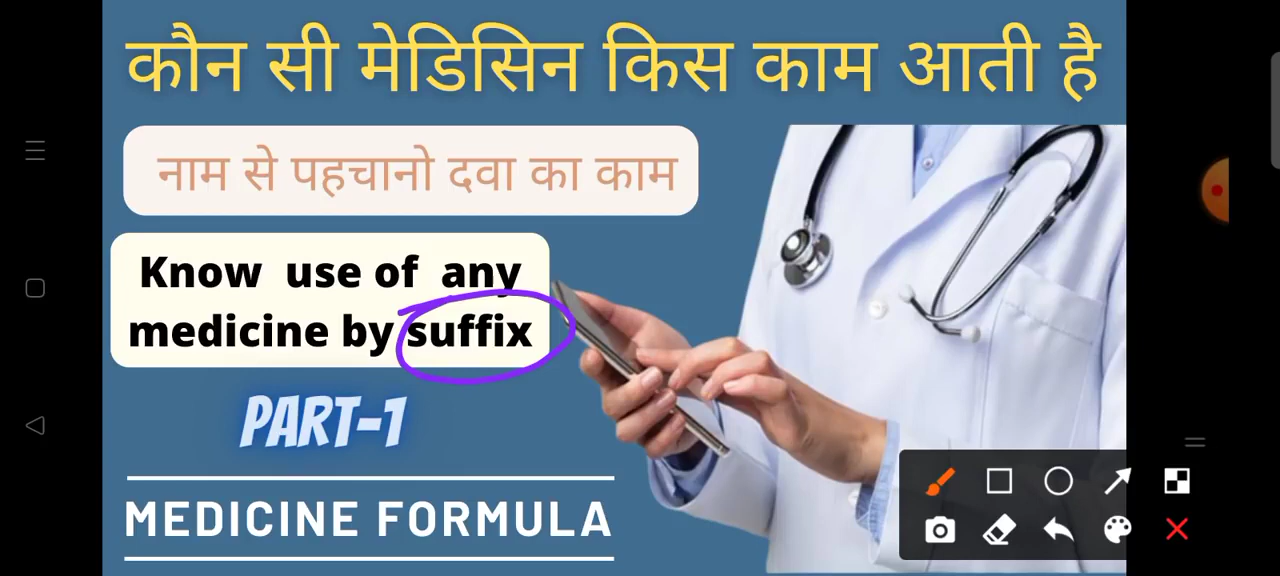 कौन सी मेडिसिन किस काम आती है
नाम से पहचानो दवा का काम
Know use of any
medicine by suffix
PART-1
MEDICINE FORMULA